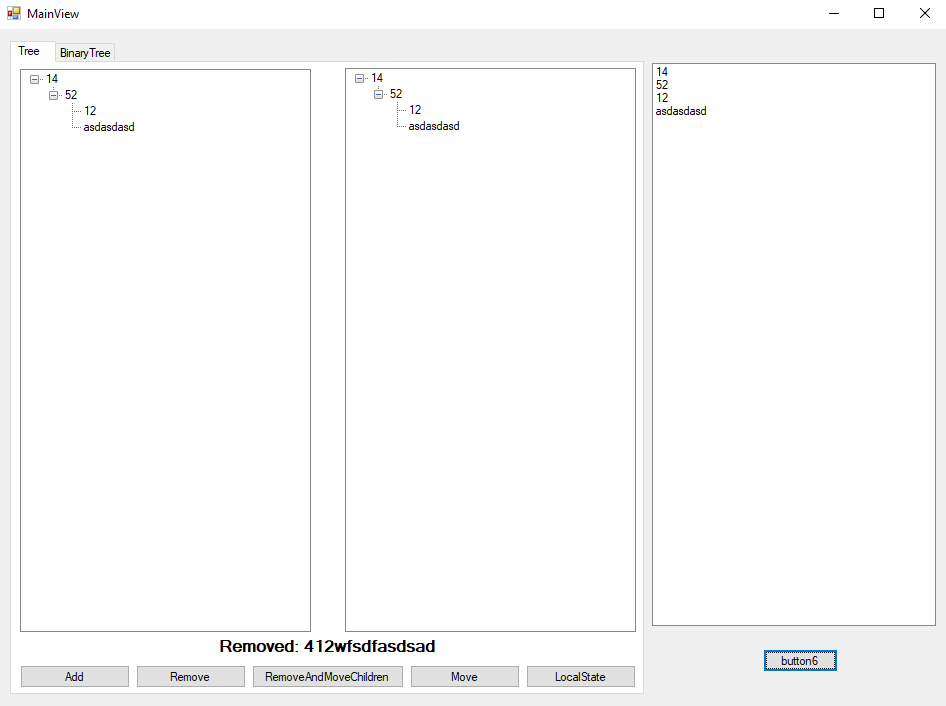 MainView
Tree
BinaryTree
14
52
12
asdasdasd
14
52
12
asdasdasd
14
52
12
asdasdasd
Removed: 412wfsdfasdsad
Add
Remove
RemoveAndMoveChildren
Move
LocalState
button6